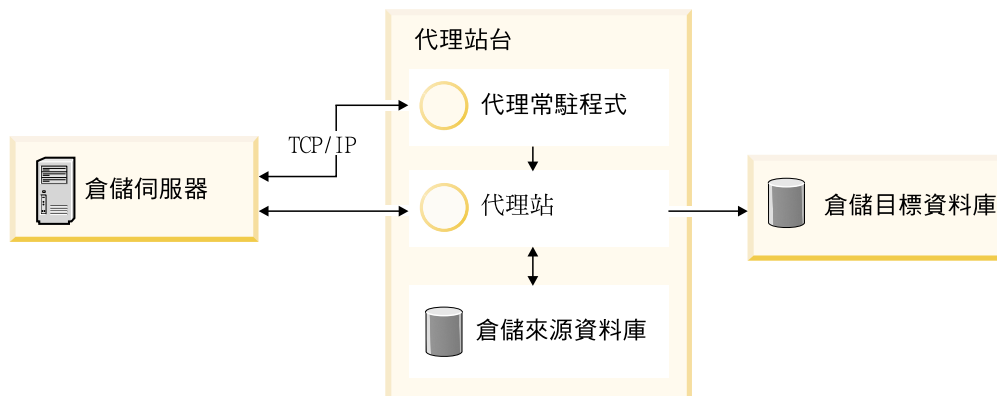 代理站台
代理常駐程式
TCP/IP
倉儲伺服器
代理站
倉儲目標資料庫
倉儲來源資料庫